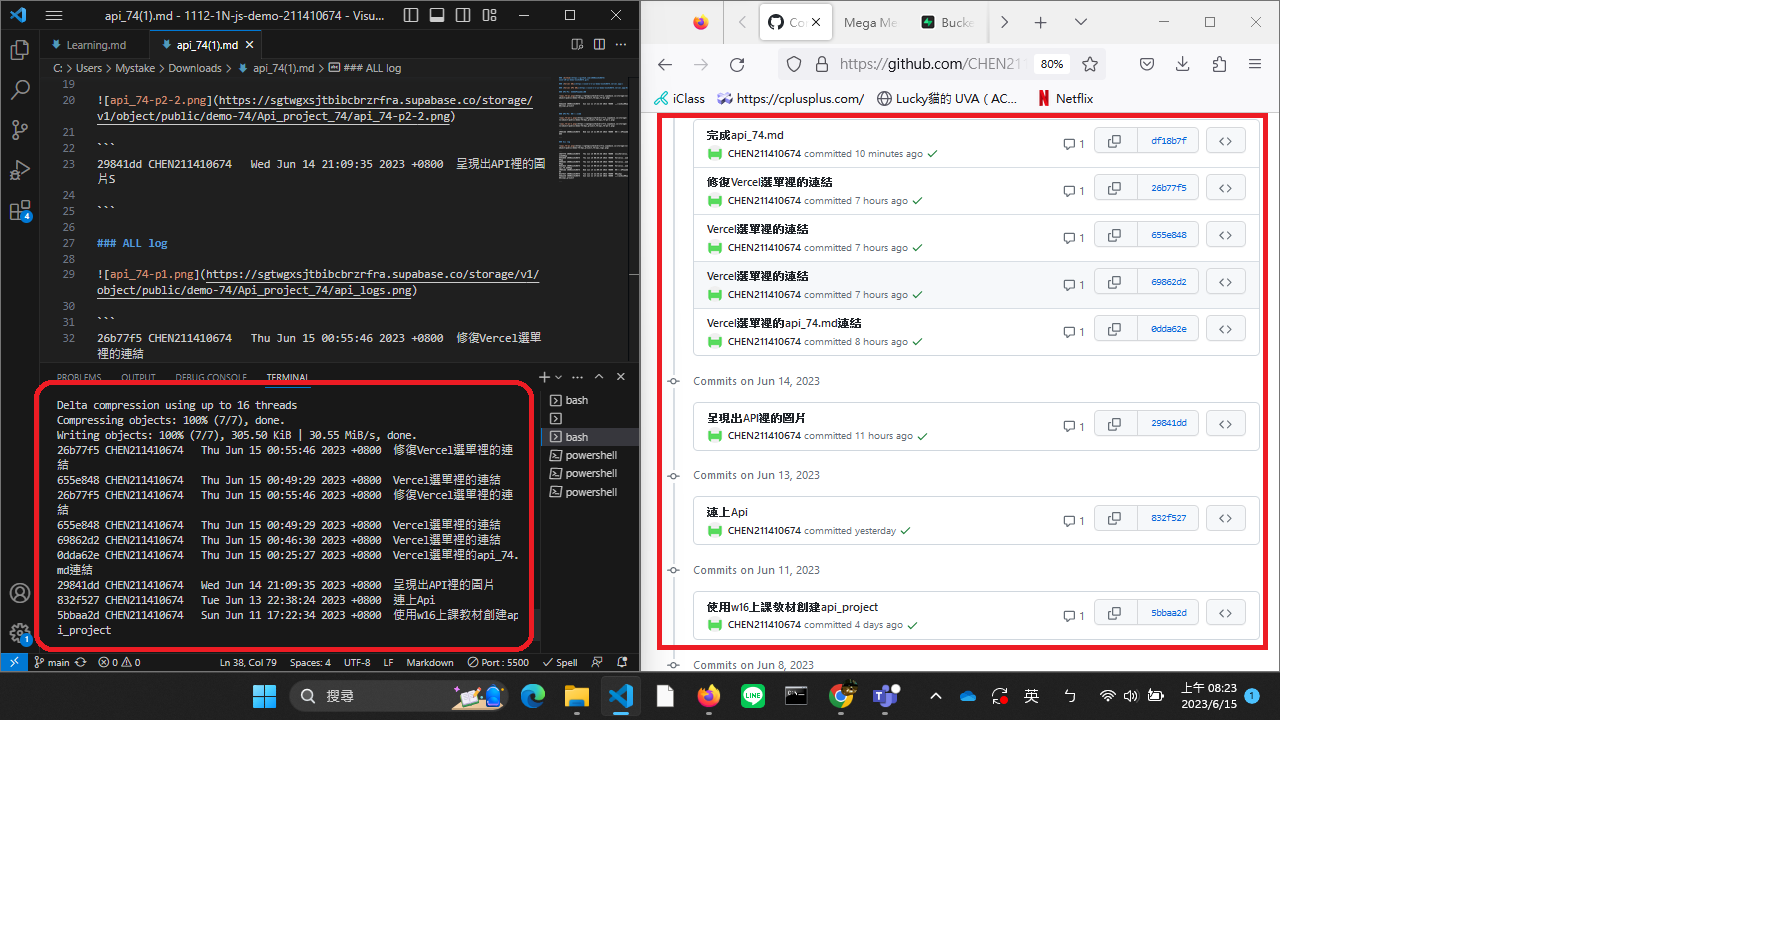 api_74(1).md - 1112-1N-js-demo-211410674 - Visu...
Learning.md
api_74(1).md
C: > Users > Mystake > Downloads > api_74(1).md > ### ALL log
19
20 ![api_74-p2-2.png](https://sgtwgxsjtbibcbrzrfra.supabase.co/storage/
v1/object/public/demo-74/Api_project_74/api_74-p2-2.png)
21
22 ```
23 29841dd CHEN211410674 Wed Jun 14 21:09:35 2023 +0800 呈現出API裡的圖
片S
24
25 ```
26
27 ### ALL log
28
29 ![api_74-p1.png](https://sgtwgxsjtbibcbrzrfra.supabase.co/storage/v1/
object/public/demo-74/Api_project_74/api_logs.png)
30
31 ```
32 26b77f5 CHEN211410674 Thu Jun 15 00:55:46 2023 +0800 修復Vercel選單
裡的連結
PROBLEMS OUTPUT DEBUG CONSOLE TERMINAL
Delta compression using up to 16 threads
Compressing objects: 100% (7/7), done.
Writing objects: 100% (7/7), 305.50 KiB | 30.55 MiB/s, done.
26b77f5 CHEN211410674 Thu Jun 15 00:55:46 2023 +0800 修復Vercel選單裡的連
結
655e848 CHEN211410674 Thu Jun 15 00:49:29 2023 +0800 Vercel選單裡的連結
26b77f5 CHEN211410674 Thu Jun 15 00:55:46 2023 +0800 修復Vercel選單裡的連
結
655e848 CHEN211410674 Thu Jun 15 00:49:29 2023 +0800 Vercel選單裡的連結
69862d2 CHEN211410674 Thu Jun 15 00:46:30 2023 +0800 Vercel選單裡的連結
0dda62e CHEN211410674 Thu Jun 15 00:25:27 2023 +0800 Vercel選單裡的api_74.
md連結
29841dd CHEN211410674 Wed Jun 14 21:09:35 2023 +0800 呈現出API裡的圖片
832f527 CHEN211410674 Tue Jun 13 22:38:24 2023 +0800 連上Api
5bbaa2d CHEN211410674 Sun Jun 11 17:22:34 2023 +0800 使用w16上課教材創建ap
i_project
bash
bash
powershell
powershell
powershell
4
1
main
0 0
Ln 38, Col 79 Spaces: 4 UTF-8 LF Markdown Port : 5500 Spell
Co
Mega Me
Bucke
https://github.com/CHEN211
80%
iClass
https://cplusplus.com/
Lucky貓的 UVA ( AC...
Netflix
完成api_74.md
CHEN211410674 committed 10 minutes ago
1 df18b7f
修復Vercel選單裡的連結
CHEN211410674 committed 7 hours ago
1 26b77f5
Vercel選單裡的連結
CHEN211410674 committed 7 hours ago
1 655e848
Vercel選單裡的連結
CHEN211410674 committed 7 hours ago
1 69862d2
Vercel選單裡的api_74.md連結
CHEN211410674 committed 8 hours ago
1 0dda62e
Commits on Jun 14, 2023
呈現出API裡的圖片
CHEN211410674 committed 11 hours ago
1 29841dd
Commits on Jun 13, 2023
連上Api
CHEN211410674 committed yesterday
1 832f527
Commits on Jun 11, 2023
使用w16上課教材創建api_project
CHEN211410674 committed 4 days ago
1 5bbaa2d
Commits on Jun 8, 2023
搜尋
LINE
英
ㄅ
上午 08:23
2023/6/15
1